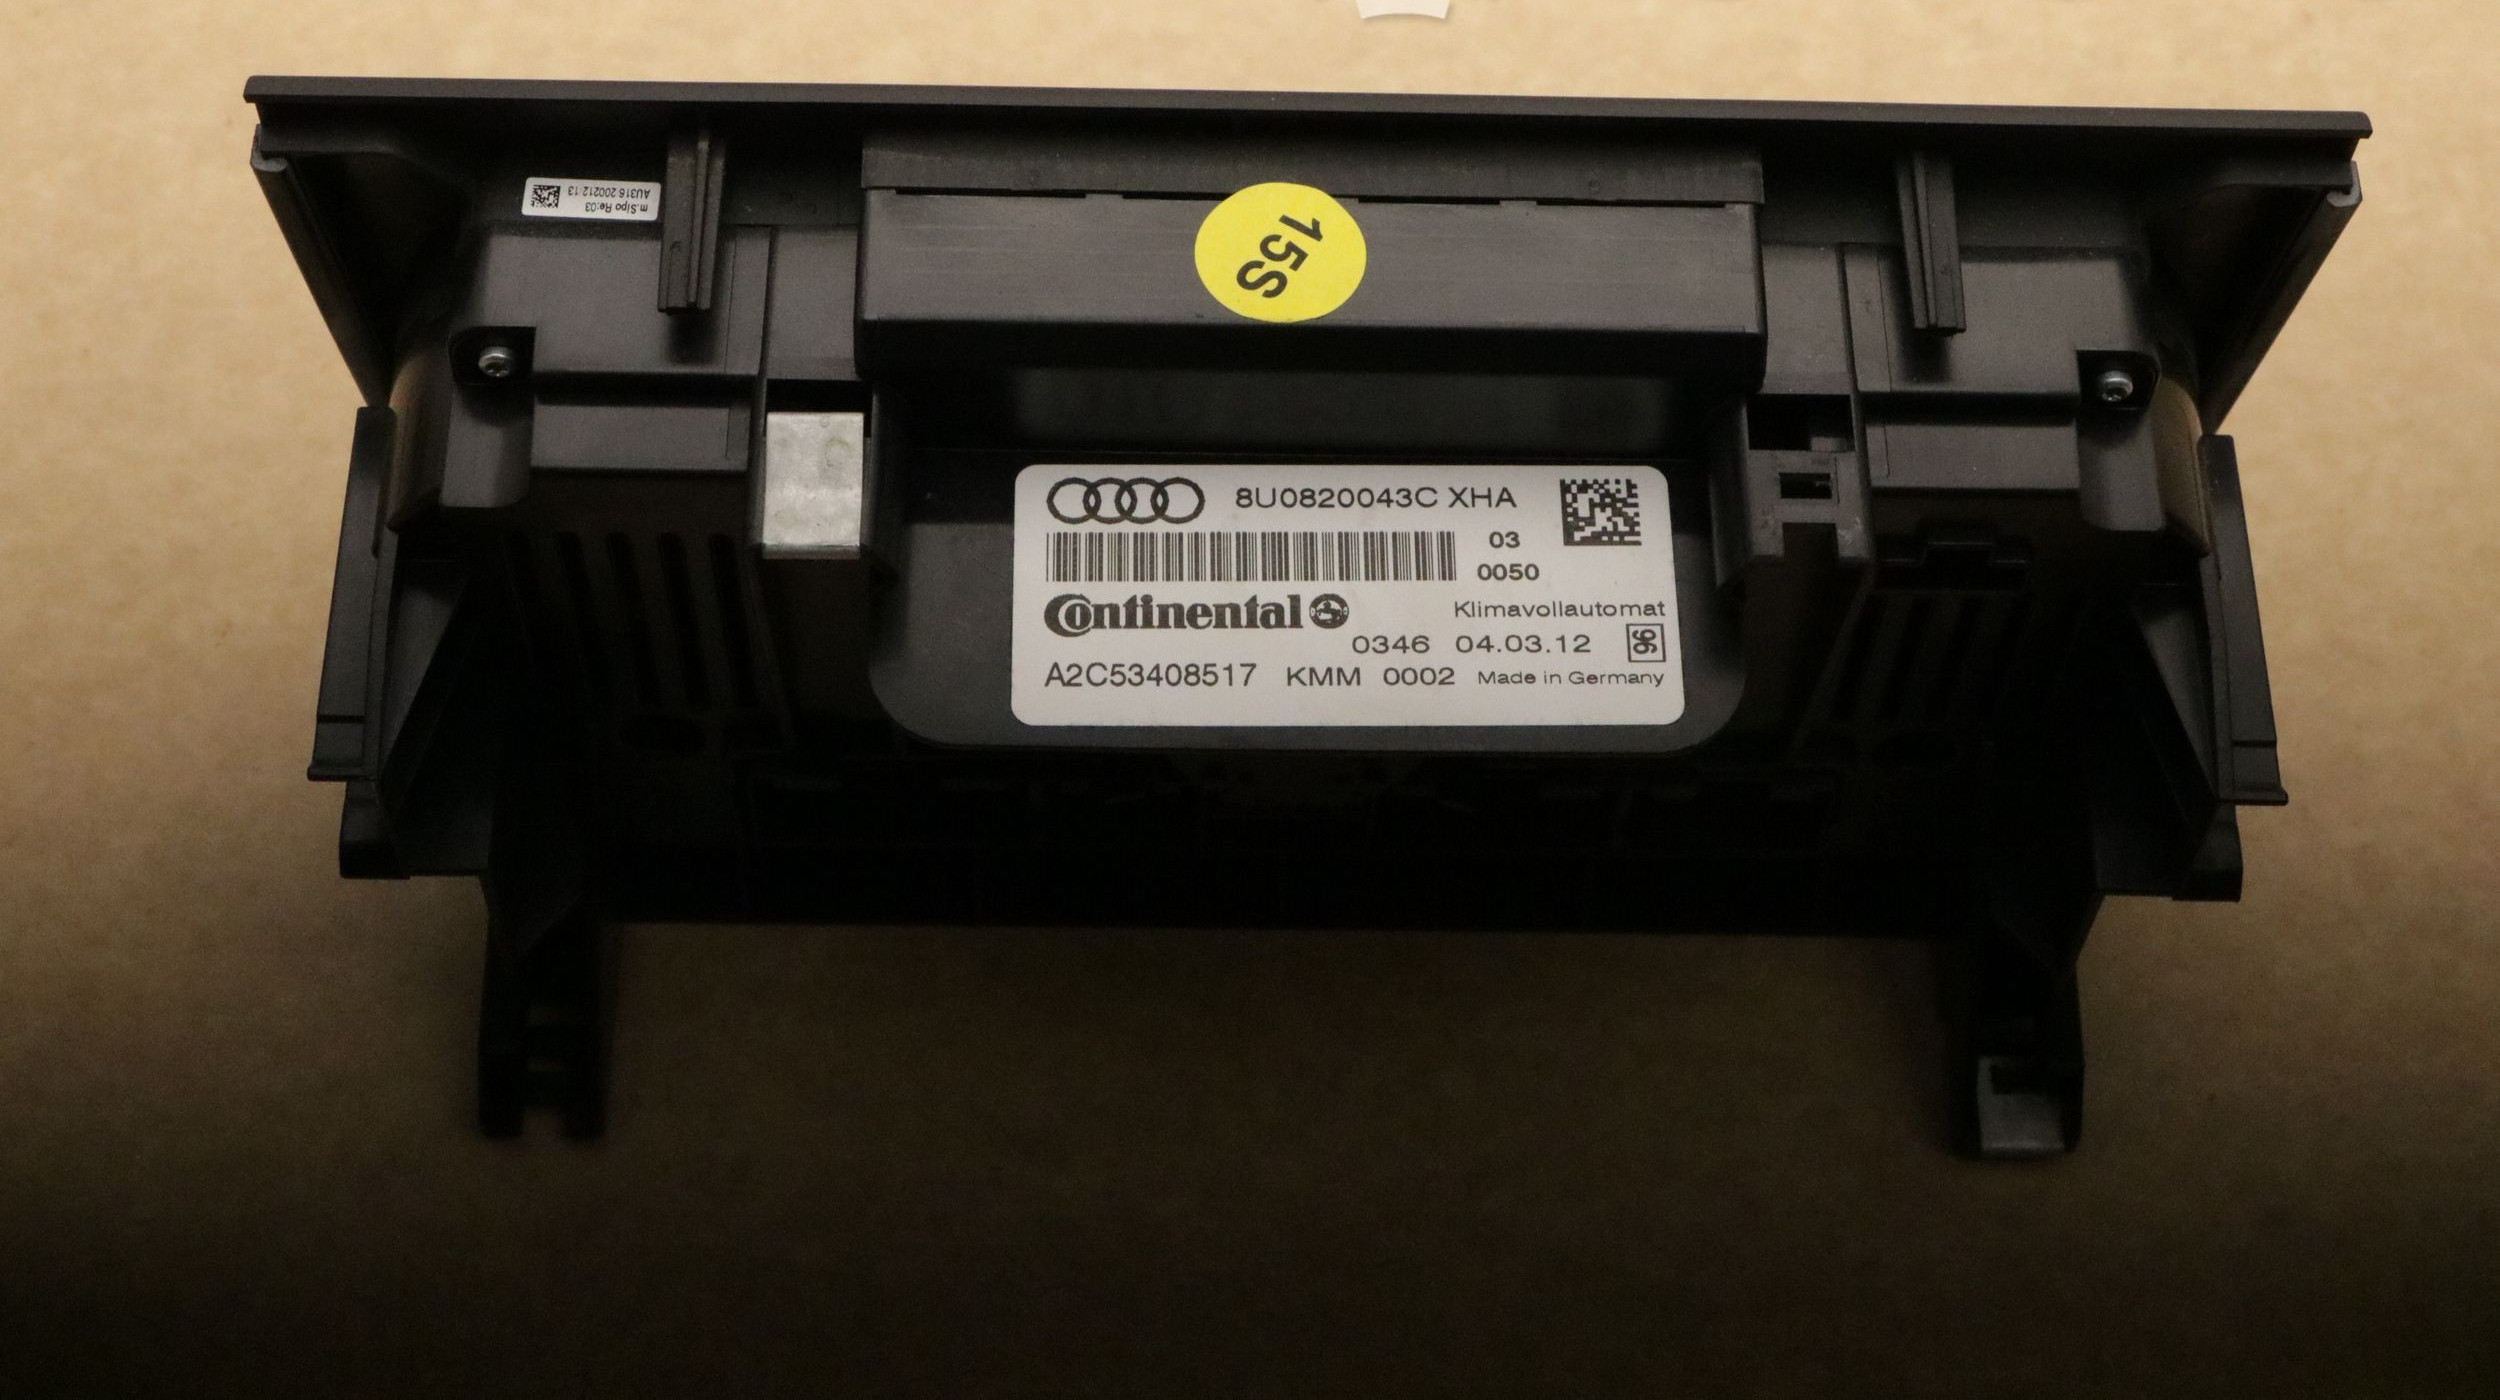 m.Sipo Re:03
AU316 200212 13
15S
8U0820043C XHA
03
0050
Continental
Klimavollautomat
0346 04.03.12
96
A2C53408517 KMM 0002 Made in Germany